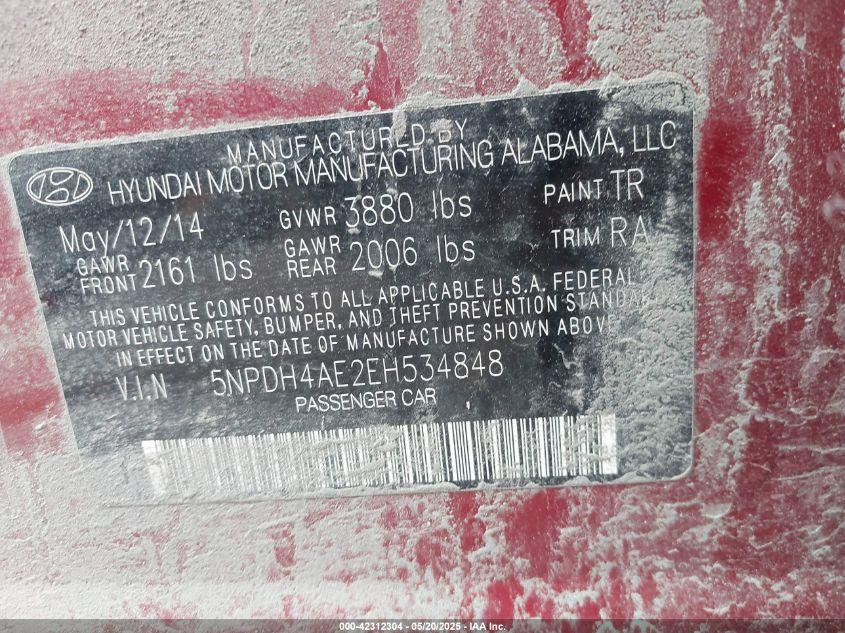 MANUFACTURED BY
HYUNDAI MOTOR MANUFACTURING ALABAMA, LLC
May/12/14 GVWR 3880 lbs PAINT TR
GAWR FRONT 2161 lbs GAWR REAR 2006 lbs TRIM RA
THIS VEHICLE CONFORMS TO ALL APPLICABLE U.S.A. FEDERAL
MOTOR VEHICLE SAFETY, BUMPER, AND THEFT PREVENTION STANDA
IN EFFECT ON THE DATE OF MANUFACTURE SHOWN ABOVE
V.I.N 5NPDH4AE2EH534848
PASSENGER CAR
000-42312304 - 05/20/2025 - IAA Inc.